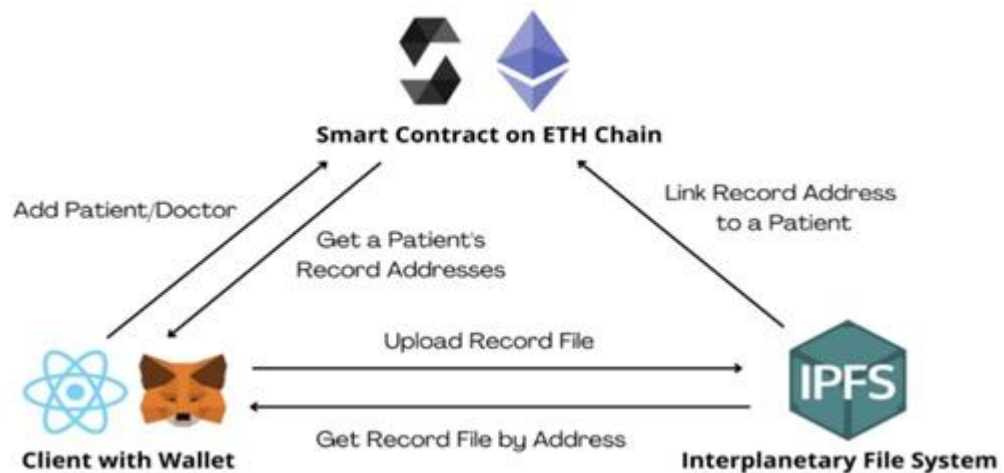 Smart Contract on ETH Chain
Add Patient/Doctor
Get a Patient's
Record Addresses
Link Record Address
to a Patient
Upload Record File
IPFS
Get Record File by Address
Client with Wallet
Interplanetary File System